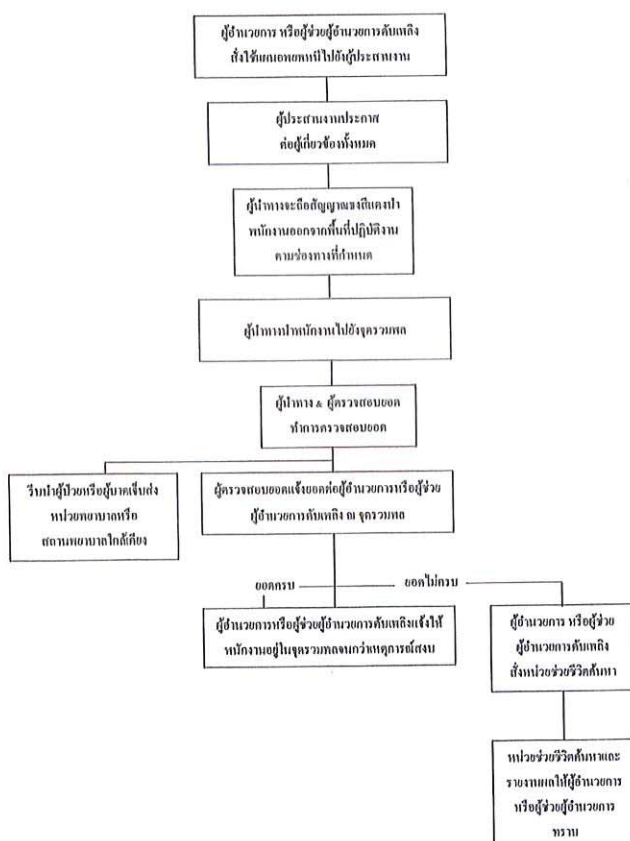 ผู้อำนวยการ หรือผู้ช่วยผู้อำนวยการดับเพลิง
สั่งใช้แผนอพยพหนีไปยังผู้ประสานงาน
ผู้ประสานงานประกาศ
ต่อผู้เกี่ยวข้องทั้งหมด
ผู้นำทางจะถือสัญญาณธงสีแดงนำ
พนักงานออกจากพื้นที่ปฏิบัติงาน
ตามช่องทางที่กำหนด
ผู้นำทางนำพนักงานไปยังจุดรวมพล
ผู้นำทาง & ผู้ตรวจสอบยอด
ทำการตรวจสอบยอด
รีบนำผู้ป่วยหรือผู้บาดเจ็บส่ง
หน่วยพยาบาลหรือ
สถานพยาบาลใกล้เคียง
ผู้ตรวจสอบยอดแจ้งยอดต่อผู้อำนวยการหรือผู้ช่วย
ผู้อำนวยการดับเพลิง ณ จุดรวมพล
ยอดครบ
ยอดไม่ครบ
ผู้อำนวยการหรือผู้ช่วยผู้อำนวยการดับเพลิงแจ้งให้
พนักงานอยู่ในจุดรวมพลจนกว่าเหตุการณ์สงบ
ผู้อำนวยการ หรือผู้ช่วย
ผู้อำนวยการดับเพลิง
สั่งหน่วยช่วยชีวิตค้นหา
หน่วยช่วยชีวิตค้นหาและ
รายงานผลให้ผู้อำนวยการ
หรือผู้ช่วยผู้อำนวยการ
ทราบ